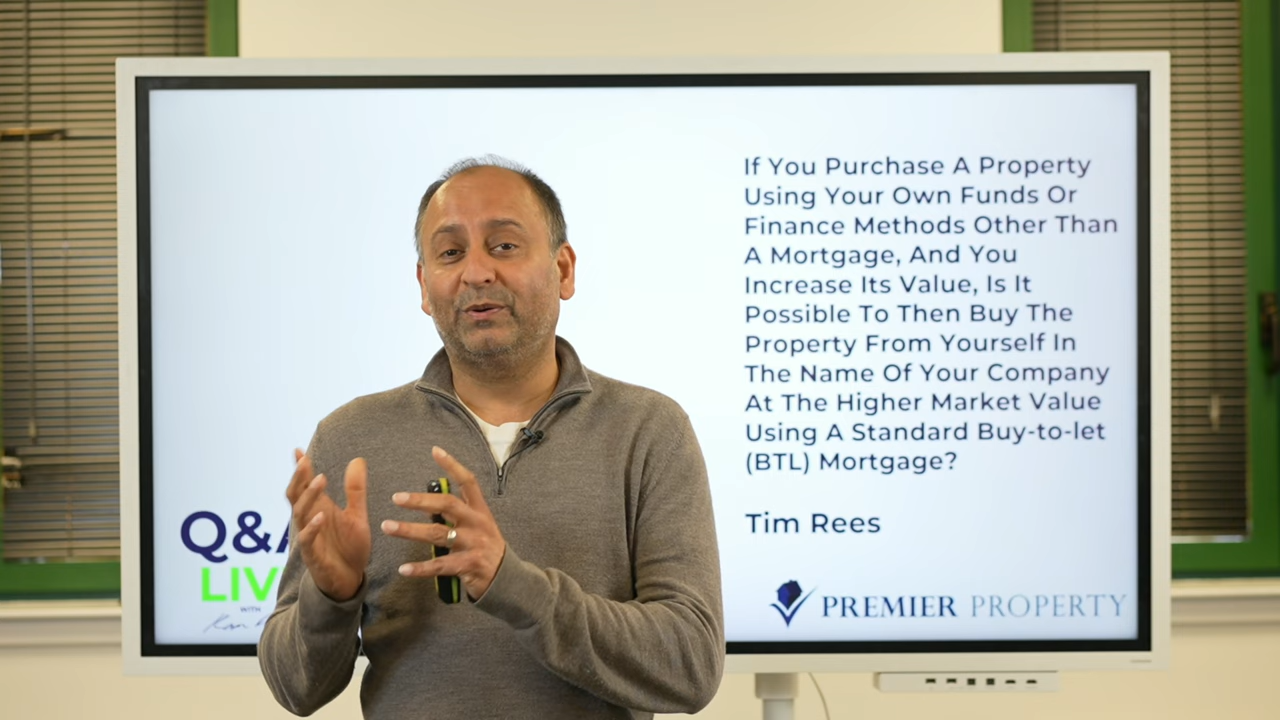 If You Purchase A Property
Using Your Own Funds Or
Finance Methods Other Than
A Mortgage, And You
Increase Its Value, Is It
Possible To Then Buy The
Property From Yourself In
The Name Of Your Company
At The Higher Market Value
Using A Standard Buy-to-let
(BTL) Mortgage?
Tim Rees
Q&
LIV
WITH
PREMIER PROPERTY